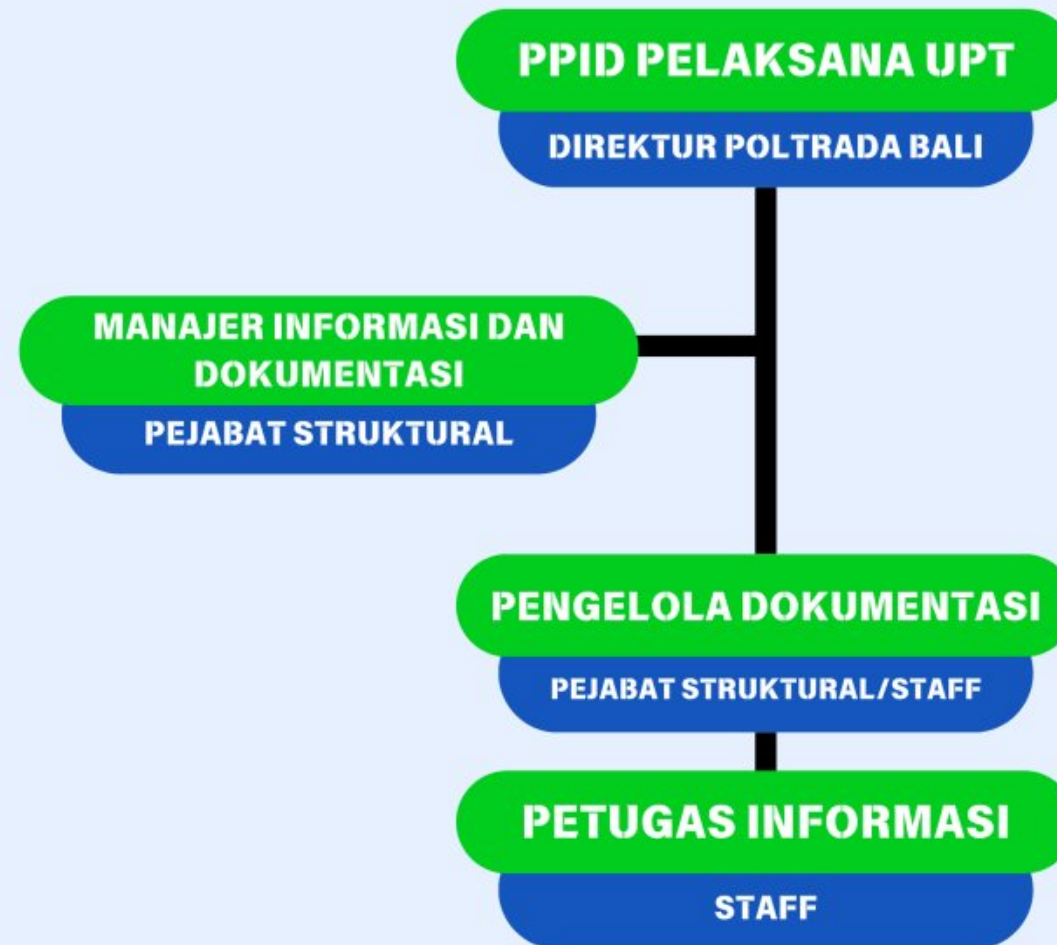 PPID PELAKSANA UPT
DIREKTUR POLTRADA BALI
MANAJER INFORMASI DAN
DOKUMENTASI
PEJABAT STRUKTURAL
PENGELOLA DOKUMENTASI
PEJABAT STRUKTURAL/STAFF
PETUGAS INFORMASI
STAFF